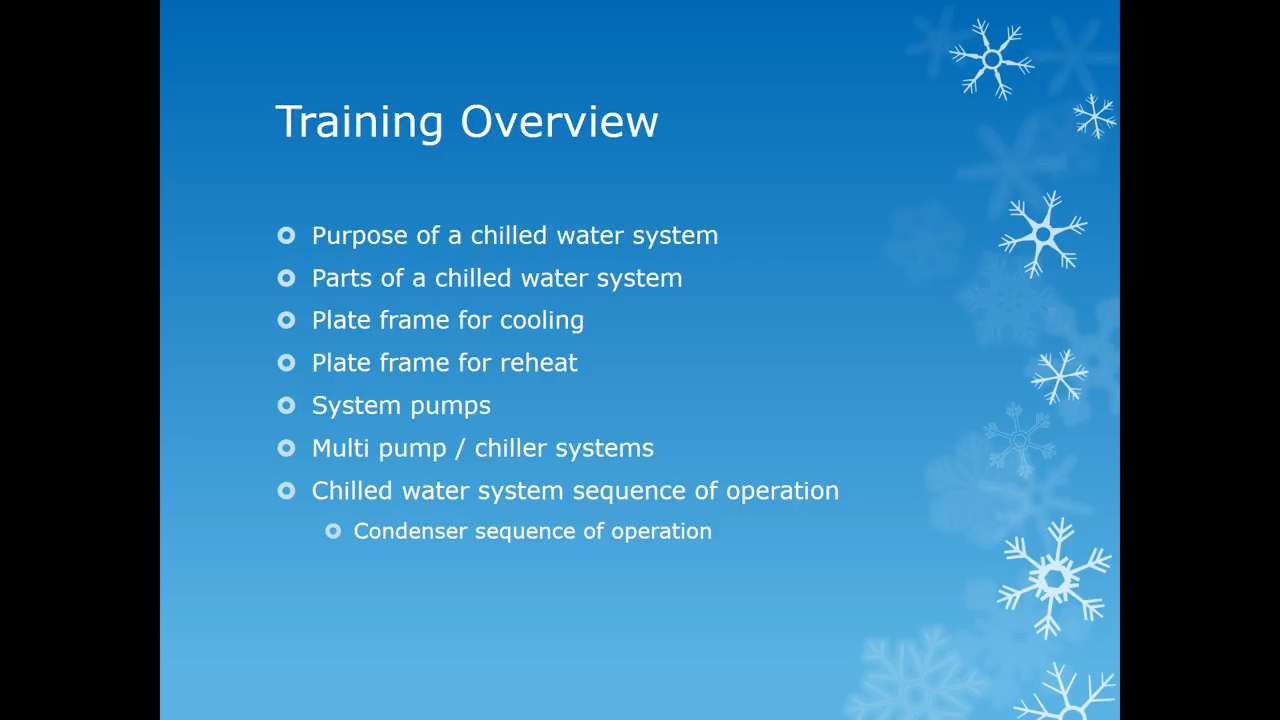 Training Overview
Purpose of a chilled water system
Parts of a chilled water system
Plate frame for cooling
Plate frame for reheat
System pumps
Multi pump / chiller systems
Chilled water system sequence of operation
Condenser sequence of operation